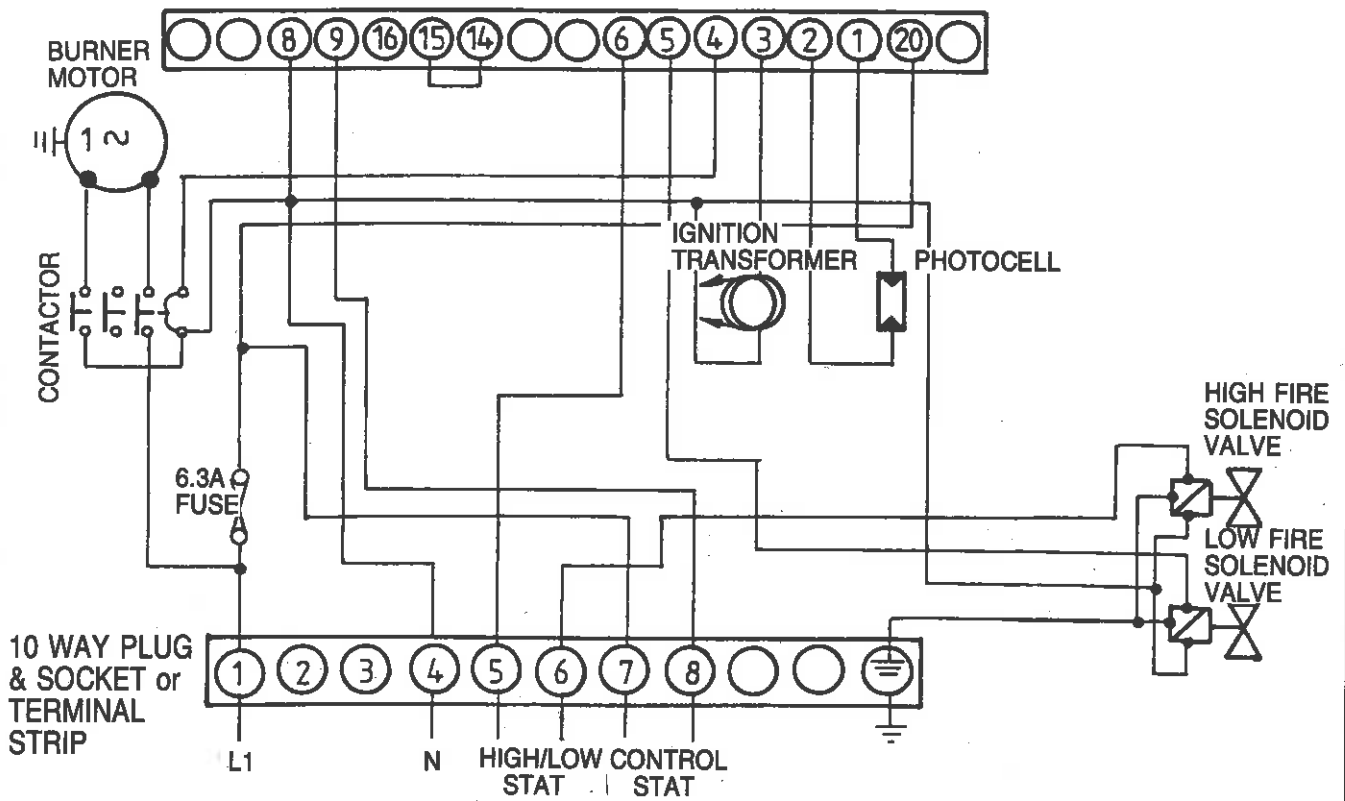 8 9 16 15 14 6 5 4 3 2 1 20
BURNER
MOTOR
1 ~
IGNITION
TRANSFORMER
PHOTOCELL
CONTACTOR
HIGH FIRE
SOLENOID
VALVE
6.3A
FUSE
LOW FIRE
SOLENOID
VALVE
10 WAY PLUG
& SOCKET or
TERMINAL
STRIP
1 2 3 4 5 6 7 8
L1
N
HIGH/LOW
STAT
CONTROL
STAT